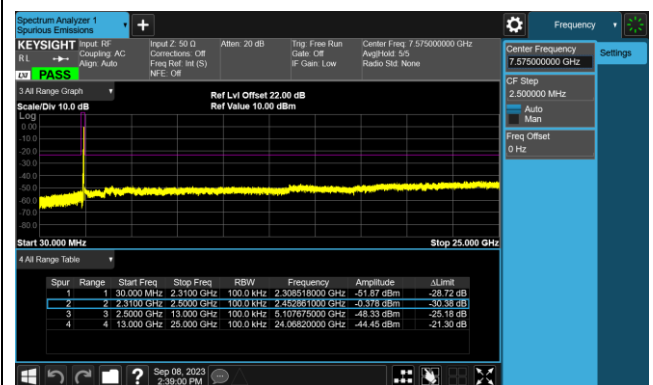 Spectrum Analyzer 1
Spurious Emissions
Frequency
KEYSIGHT
Input: RF
Input Z: 50 Ω
Atten: 20 dB
Trig: Free Run
Center Freq: 7.575000000 GHz
RL
Coupling: AC
Corrections: Off
Gate: Off
Avg|Hold: 5/5
Align: Auto
Freq Ref: Int (S)
IF Gain: Low
Radio Std: None
NFE: Off
LXI
PASS
Center Frequency
7.575000000 GHz
Settings
CF Step
2.500000 MHz
Auto
Man
Freq Offset
0 Hz
3 All Range Graph
Ref Lvl Offset 22.00 dB
Scale/Div 10.0 dB
Ref Value 10.00 dBm
Log
0.00
-10.0
-20.0
-30.0
-40.0
-50.0
-60.0
-70.0
-80.0
Start 30.000 MHz
Stop 25.000 GHz
4 All Range Table
Spur Range Start Freq Stop Freq RBW Frequency Amplitude ΔLimit
1 1 30.000 MHz 2.3100 GHz 100.0 kHz 2.308518000 GHz -51.87 dBm -28.72 dB
2 2 2.3100 GHz 2.5000 GHz 100.0 kHz 2.452861000 GHz -0.378 dBm -30.38 dB
3 3 2.5000 GHz 13.000 GHz 100.0 kHz 5.107675000 GHz -48.33 dBm -25.18 dB
4 4 13.000 GHz 25.000 GHz 100.0 kHz 24.06820000 GHz -44.45 dBm -21.30 dB
?
Sep 08, 2023
2:39:00 PM